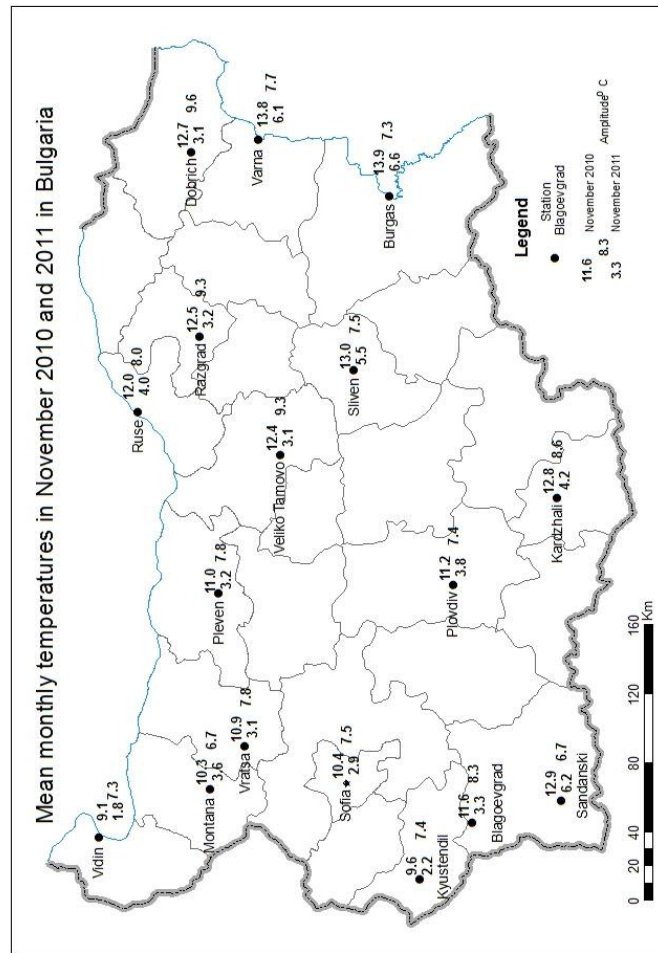 Mean monthly temperatures in November 2010 and 2011 in Bulgaria
9.1 7.3
1.8
Vidin
12.0 8.0
4.0
Ruse
12.7 9.6
3.1
Dobrich
10.3 6.7
3.6
Montana
11.0 7.8
3.2
Pleven
12.5 9.3
3.2
Razgrad
10.9 7.8
3.1
Vratsa
12.4 9.3
3.1
Veliko Tarnovo
13.8 7.7
6.1
Varna
10.4 7.5
2.9
Sofia
13.0 7.5
5.5
Sliven
13.9 7.3
6.6
Burgas
9.6 7.4
2.2
Kyustendil
11.6 8.3
3.3
Blagoevgrad
11.2 7.4
3.8
Plovdiv
12.9 6.7
6.2
Sandanski
12.8 8,6
4.2
Kardzhali
Legend
Station
Blagoevgrad
11.6 November 2010
8.3 Amplitude° C
3.3 November 2011
0 20 40 80 120 160
Km